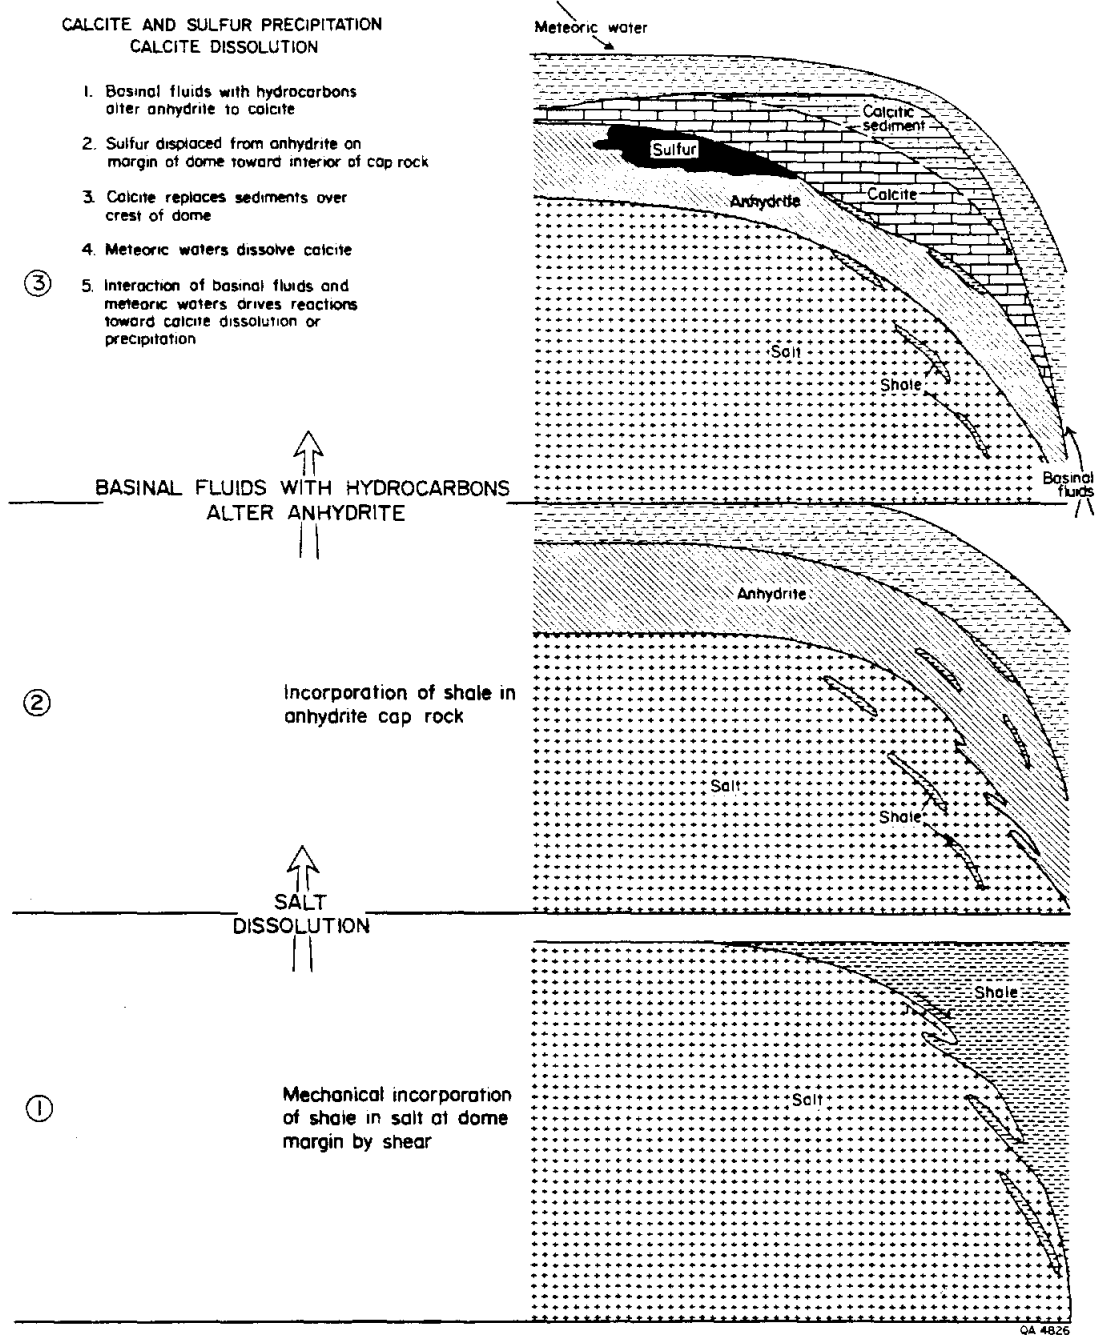 CALCITE AND SULFUR PRECIPITATION
CALCITE DISSOLUTION
1. Basinal fluids with hydrocarbons
alter anhydrite to calcite
2. Sulfur displaced from anhydrite on
margin of dome toward interior of cap rock
3. Calcite replaces sediments over
crest of dome
4. Meteoric waters dissolve calcite
③
5. Interaction of basinal fluids and
meteoric waters drives reactions
toward calcite dissolution or
precipitation
Meteoric water
Calcitic
sediment
Sulfur
Calcite
Anhydrite
Salt
Shale
Basinal
fluids
BASINAL FLUIDS WITH HYDROCARBONS
ALTER ANHYDRITE
②
Incorporation of shale in
anhydrite cap rock
Anhydrite
Salt
Shale
SALT
DISSOLUTION
①
Mechanical incorporation
of shale in salt at dome
margin by shear
Shale
Salt
QA 4826